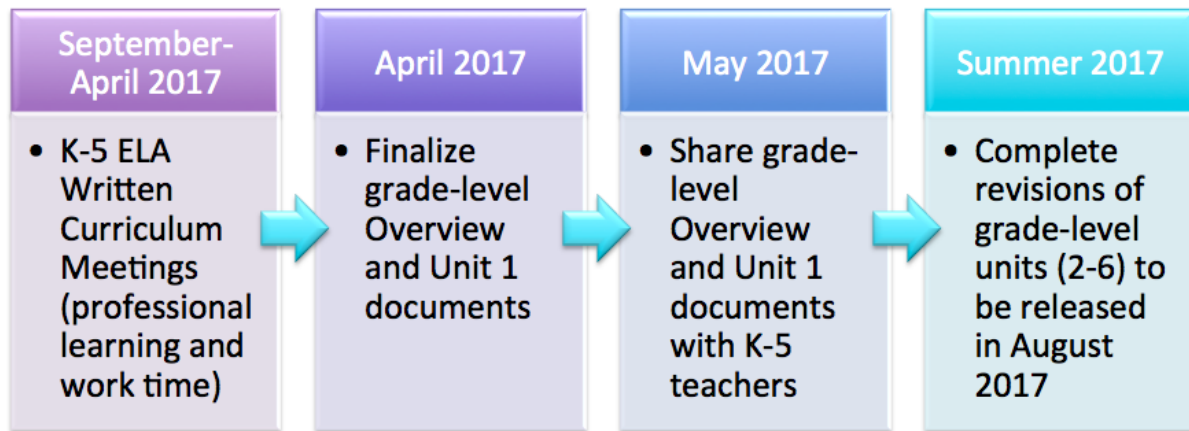 September-
April 2017
• K-5 ELA
Written
Curriculum
Meetings
(professional
learning and
work time)
April 2017
• Finalize
grade-level
Overview
and Unit 1
documents
May 2017
• Share grade-
level
Overview
and Unit 1
documents
with K-5
teachers
Summer 2017
• Complete
revisions of
grade-level
units (2-6) to
be released
in August
2017